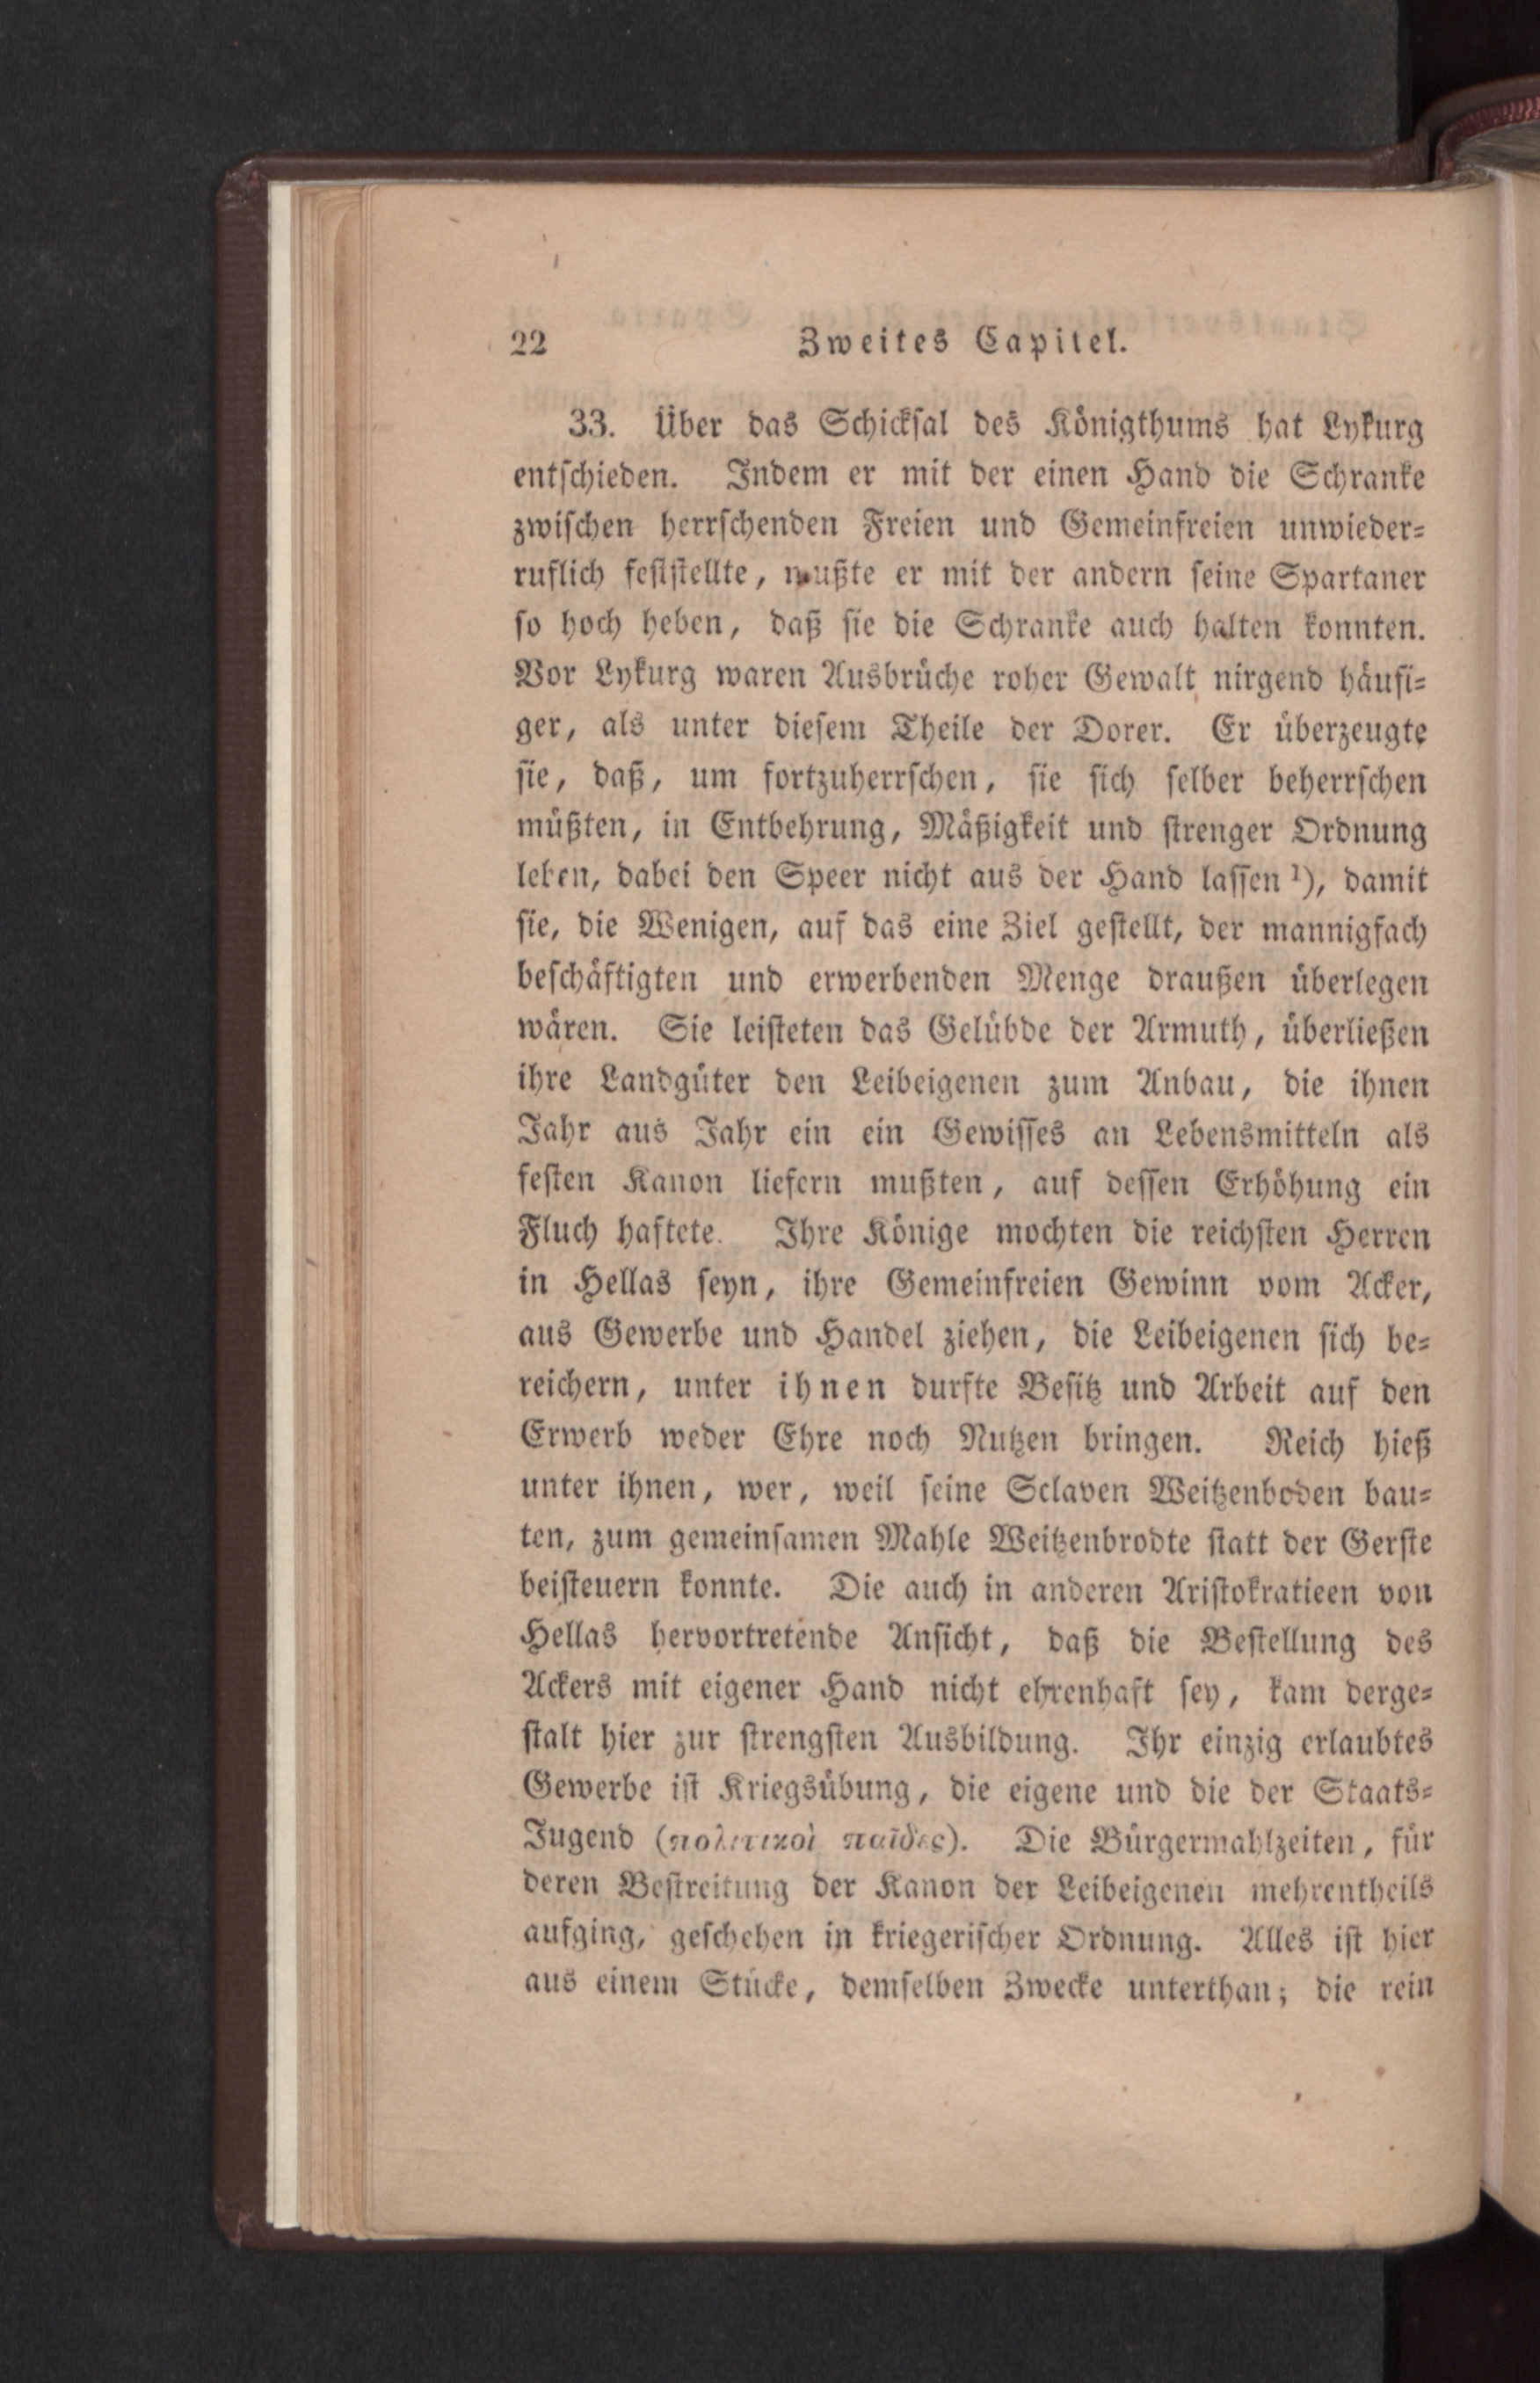 22 Zweites Capitel.
33. Über das Schicksal des Königthums hat Lykurg
entschieden. Indem er mit der einen Hand die Schranke
zwischen herrschenden Freien und Gemeinfreien unwieder-
ruflich feststellte, mußte er mit der andern seine Spartaner
so hoch heben, daß sie die Schranke auch halten konnten.
Vor Lykurg waren Ausbrüche roher Gewalt nirgend häufi-
ger, als unter diesem Theile der Dorer. Er überzeugte
sie, daß, um fortzuherrschen, sie sich selber beherrschen
müßten, in Entbehrung, Mäßigkeit und strenger Ordnung
leben, dabei den Speer nicht aus der Hand lassen ¹), damit
sie, die Wenigen, auf das eine Ziel gestellt, der mannigfach
beschäftigten und erwerbenden Menge draußen überlegen
wären. Sie leisteten das Gelübde der Armuth, überließen
ihre Landgüter den Leibeigenen zum Anbau, die ihnen
Jahr aus Jahr ein ein Gewisses an Lebensmitteln als
festen Kanon liefern mußten, auf dessen Erhöhung ein
Fluch haftete. Ihre Könige mochten die reichsten Herren
in Hellas seyn, ihre Gemeinfreien Gewinn vom Acker,
aus Gewerbe und Handel ziehen, die Leibeigenen sich be-
reichern, unter ihnen durfte Besitz und Arbeit auf den
Erwerb weder Ehre noch Nutzen bringen. Reich hieß
unter ihnen, wer, weil seine Sclaven Weitzenboden bau-
ten, zum gemeinsamen Mahle Weitzenbrodte statt der Gerste
beisteuern konnte. Die auch in anderen Aristokratieen von
Hellas hervortretende Ansicht, daß die Bestellung des
Ackers mit eigener Hand nicht ehrenhaft sey, kam derge-
stalt hier zur strengsten Ausbildung. Ihr einzig erlaubtes
Gewerbe ist Kriegsübung, die eigene und die der Staats-
Jugend (πολιτικοὶ παῖδες). Die Bürgermahlzeiten, für
deren Bestreitung der Kanon der Leibeigenen mehrentheils
aufging, geschehen in kriegerischer Ordnung. Alles ist hier
aus einem Stücke, demselben Zwecke unterthan; die rein